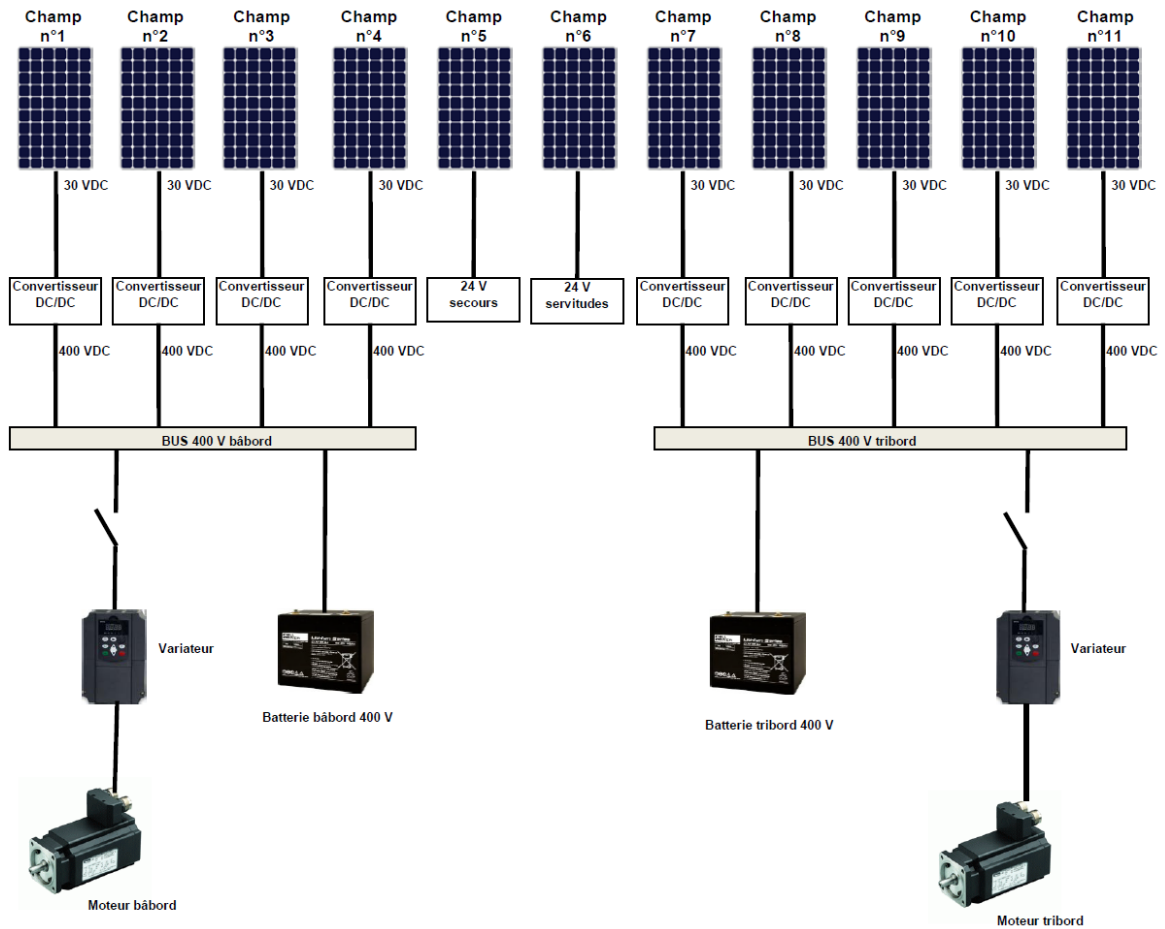 Champ
n°1
Champ
n°2
Champ
n°3
Champ
n°4
Champ
n°5
Champ
n°6
Champ
n°7
Champ
n°8
Champ
n°9
Champ
n°10
Champ
n°11
30 VDC
30 VDC
30 VDC
30 VDC
30 VDC
30 VDC
30 VDC
30 VDC
30 VDC
Convertisseur
DC/DC
Convertisseur
DC/DC
Convertisseur
DC/DC
Convertisseur
DC/DC
24 V
secours
24 V
servitudes
Convertisseur
DC/DC
Convertisseur
DC/DC
Convertisseur
DC/DC
Convertisseur
DC/DC
Convertisseur
DC/DC
400 VDC
400 VDC
400 VDC
400 VDC
400 VDC
400 VDC
400 VDC
400 VDC
400 VDC
BUS 400 V bâbord
BUS 400 V tribord
Variateur
Variateur
Batterie bâbord 400 V
Batterie tribord 400 V
Moteur bâbord
Moteur tribord